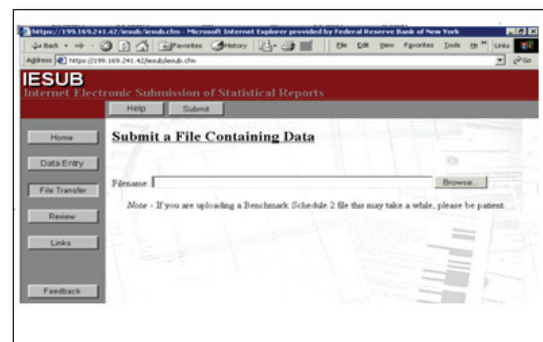 https://199.169.241.42/iesub/iesub.cfm - Microsoft Internet Explorer provided by Federal Reserve Bank of New York
Back Favorites History File Edit View Favorites Tools Links
Address https://199.169.241.42/iesub/iesub.cfm Go
IESUB
Internet Electronic Submission of Statistical Reports
Help Submit
Home
Submit a File Containing Data
Data Entry
Filename: Browse...
File Transfer
Note - If you are uploading a Benchmark Schedule 2 file this may take a while, please be patient.
Review
Links
Feedback